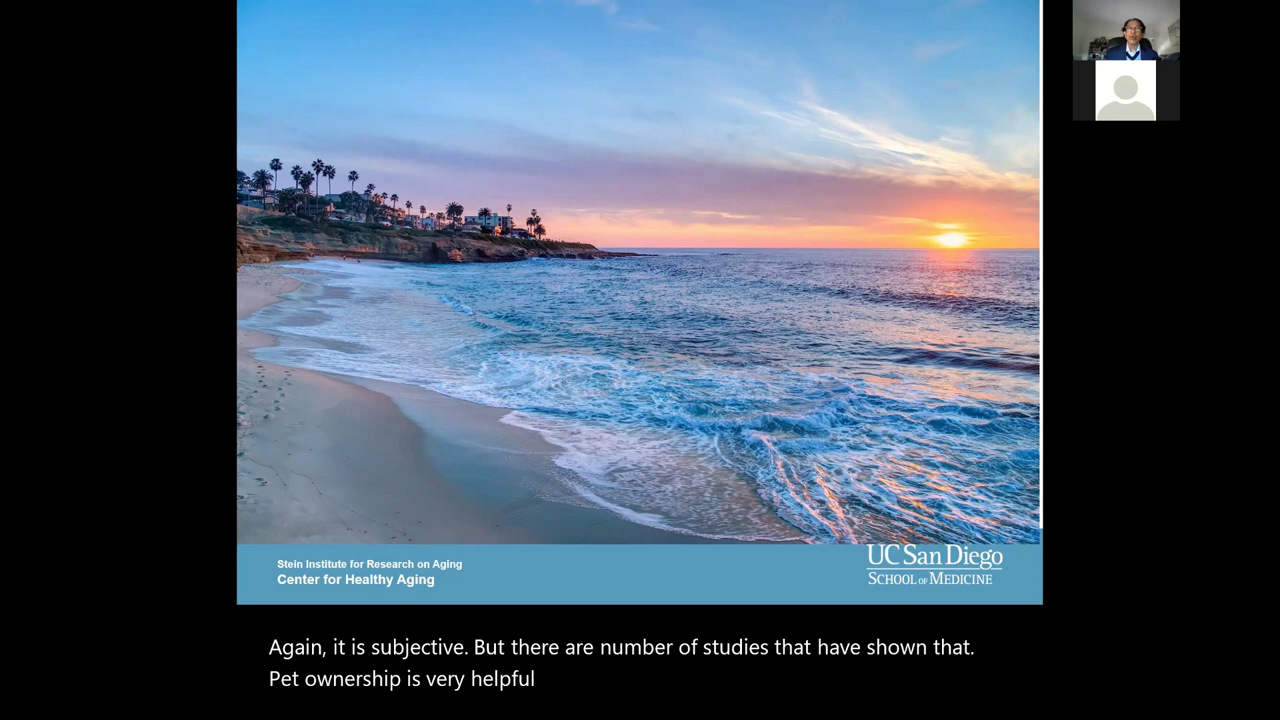 Stein Institute for Research on Aging
Center for Healthy Aging
UC San Diego
SCHOOL OF MEDICINE
Again, it is subjective. But there are number of studies that have shown that.
Pet ownership is very helpful